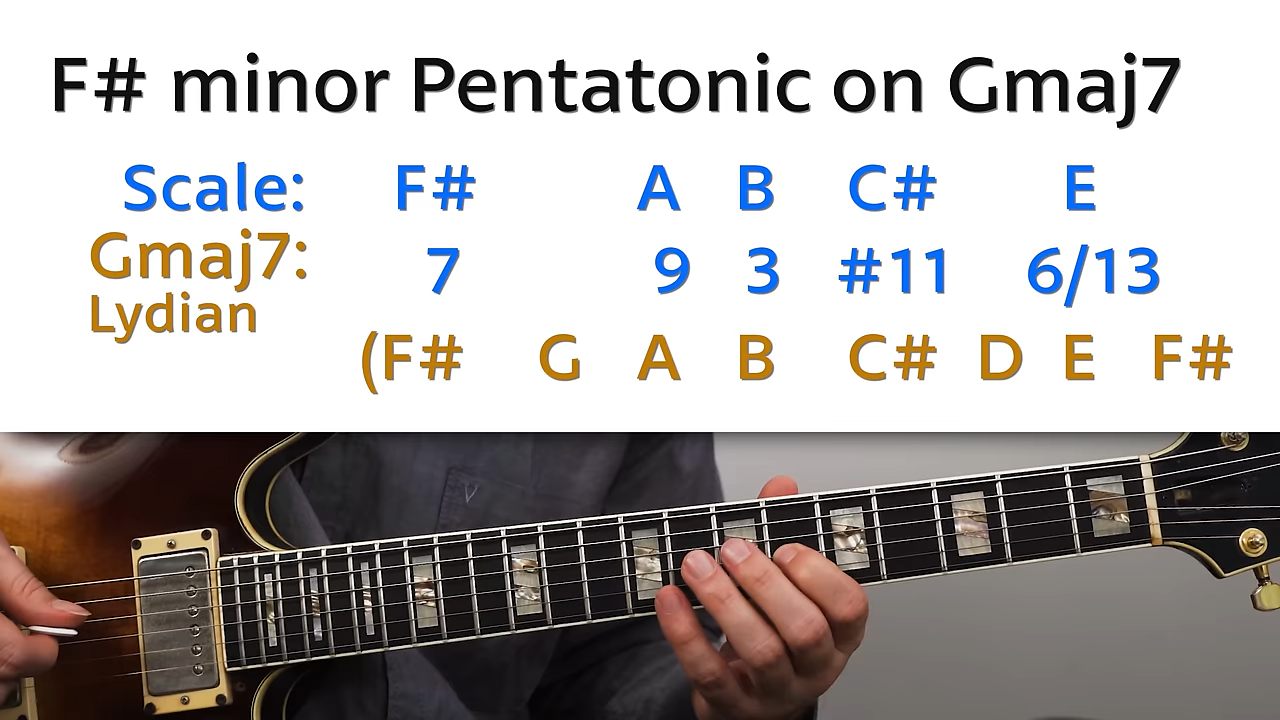 F# minor Pentatonic on Gmaj7
Scale: F# A B C# E
Gmaj7: 7 9 3 #11 6/13
Lydian
(F# G A B C# D E F#